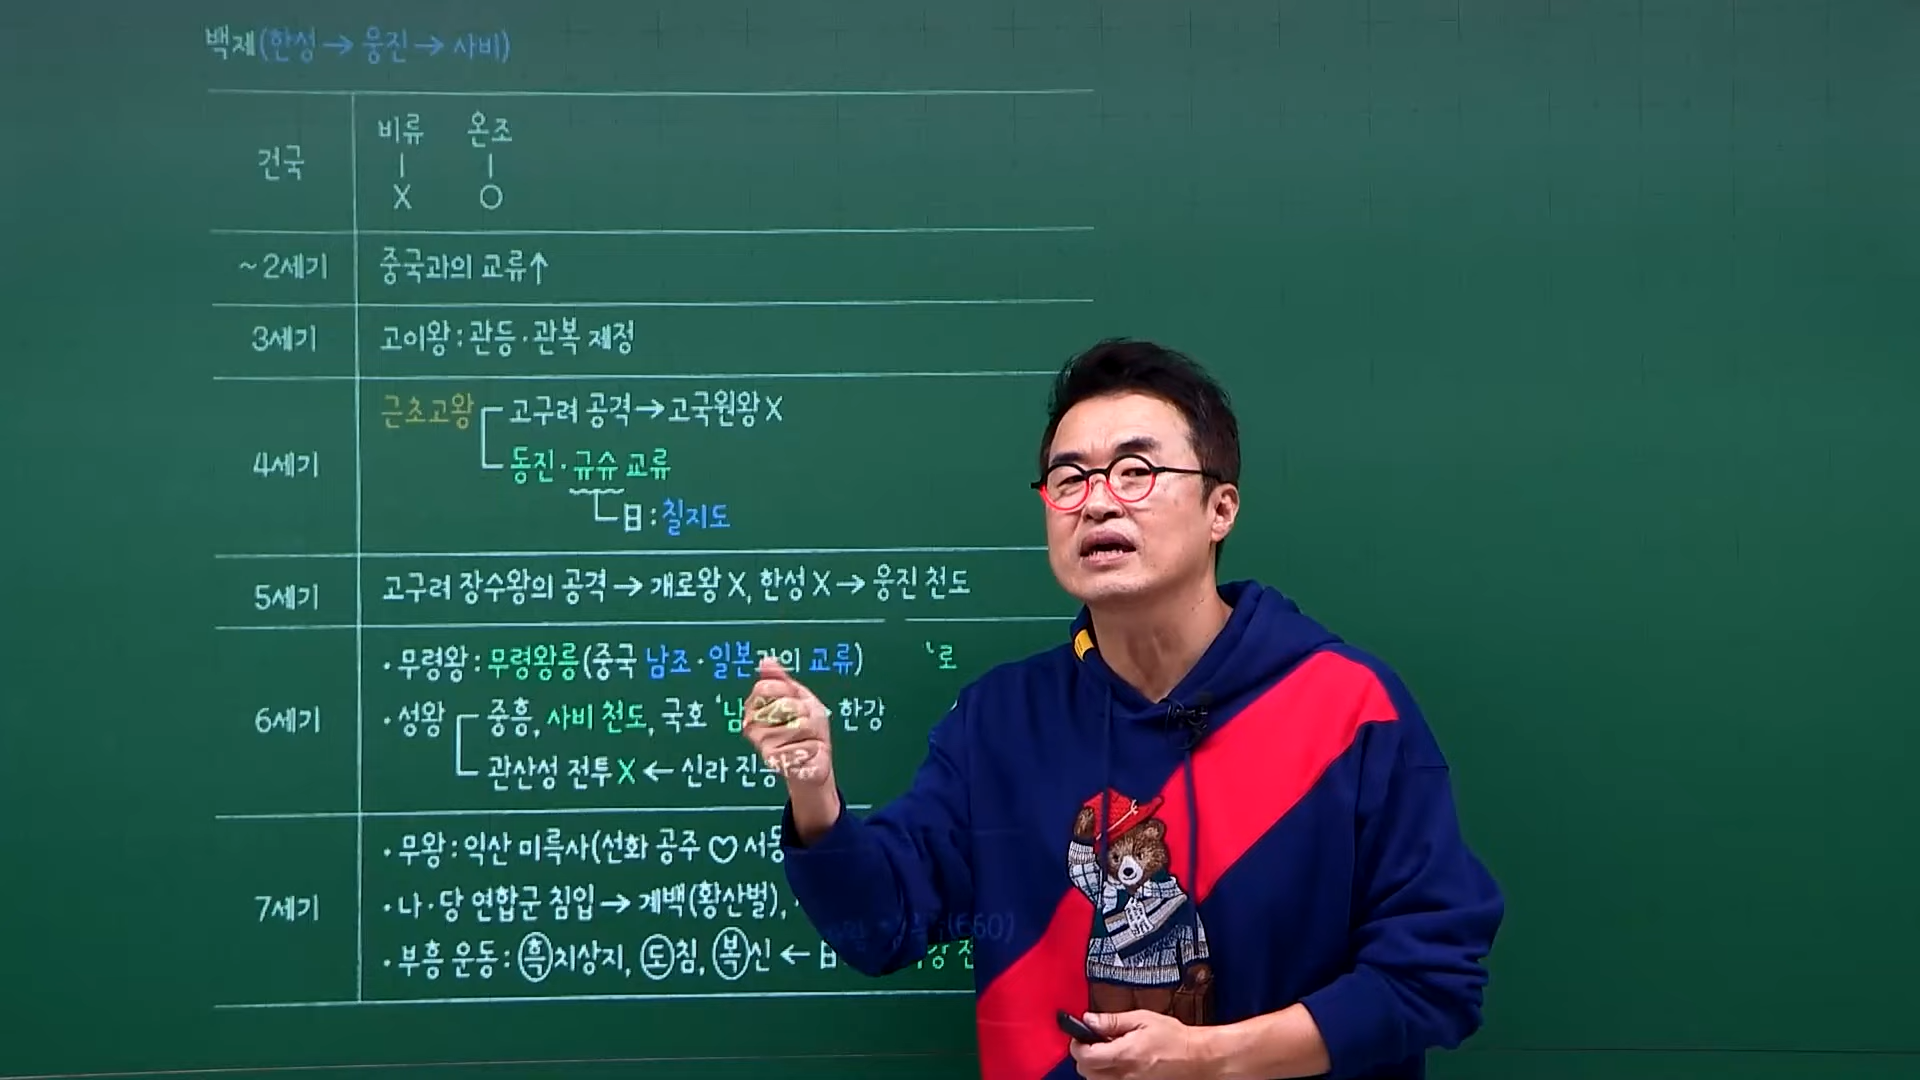 백제(한성→웅진→사비)
건국
비류 온조
X O
~2세기
중국과의 교류↑
3세기
고이왕 : 관등·관복 제정
4세기
근초고왕
고구려 공격→고국원왕 X
동진·규슈 교류
日 : 칠지도
5세기
고구려 장수왕의 공격→개로왕 X, 한성 X→웅진 천도
6세기
·무령왕 : 무령왕릉(중국 남조·일본과의 교류) '로
·성왕
중흥, 사비 천도, 국호 '남 한강
관산성 전투 X ← 신라
7세기
·무왕 : 익산 미륵사(선화 공주 ♡ 서동
·나·당 연합군 침입→계백(황산벌), (660)
·부흥 운동 : 흑치상지, 도침, 복신 ← 日